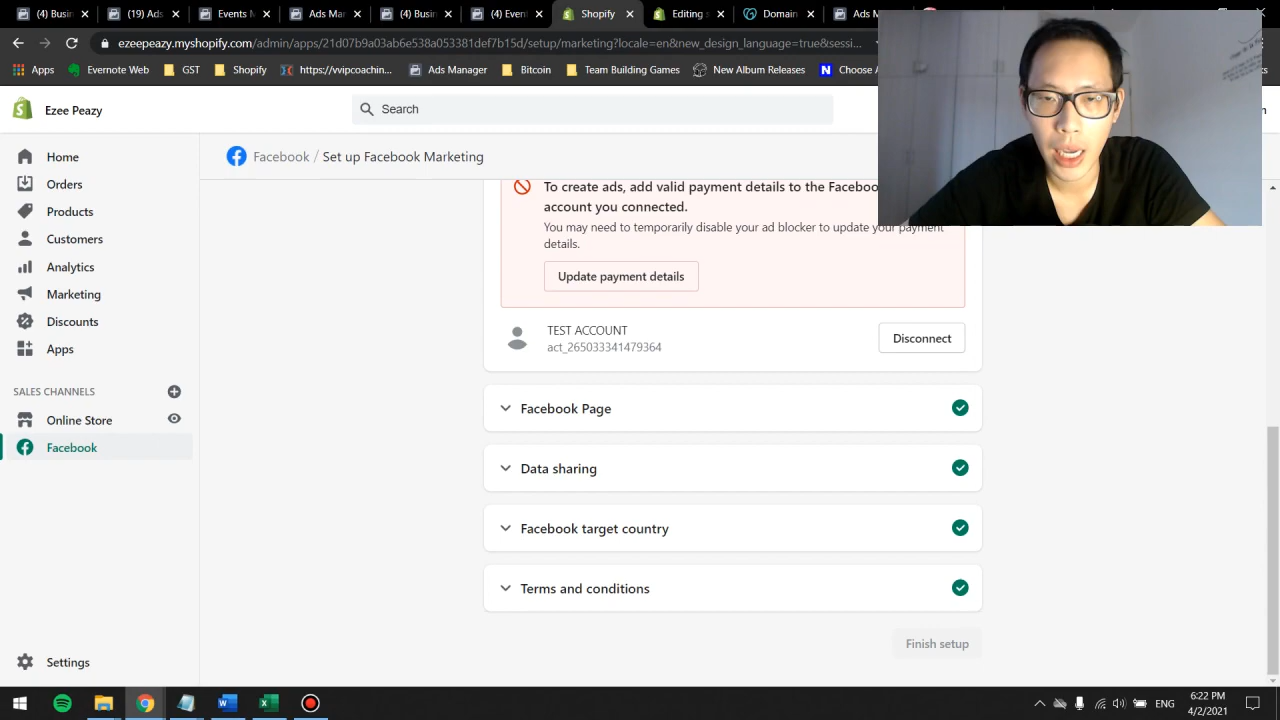 (4) Busin
(19) Ads
Events M
Ads Mar
(4) Busin
(4) Even
Shopify
Editing s
Domain
Ads M
ezeepeazy.myshopify.com/admin/apps/21d07b9a03ab6e538a053381def7b15d/setup/marketing?locale=en&new_design_language=true&sessi...
Apps
Evernote Web
GST
Shopify
https://vvipcoachin...
Ads Manager
Bitcoin
Team Building Games
New Album Releases
Choose A
Ezee Peazy
Search
Home
Orders
Products
Customers
Analytics
Marketing
Discounts
Apps
SALES CHANNELS
Online Store
Facebook
Settings
Facebook / Set up Facebook Marketing
To create ads, add valid payment details to the Faceboo
account you connected.
You may need to temporarily disable your ad blocker to update your payment
details.
Update payment details
TEST ACCOUNT
act_265033341479364
Disconnect
Facebook Page
Data sharing
Facebook target country
Terms and conditions
Finish setup
ENG
6:22 PM
4/2/2021